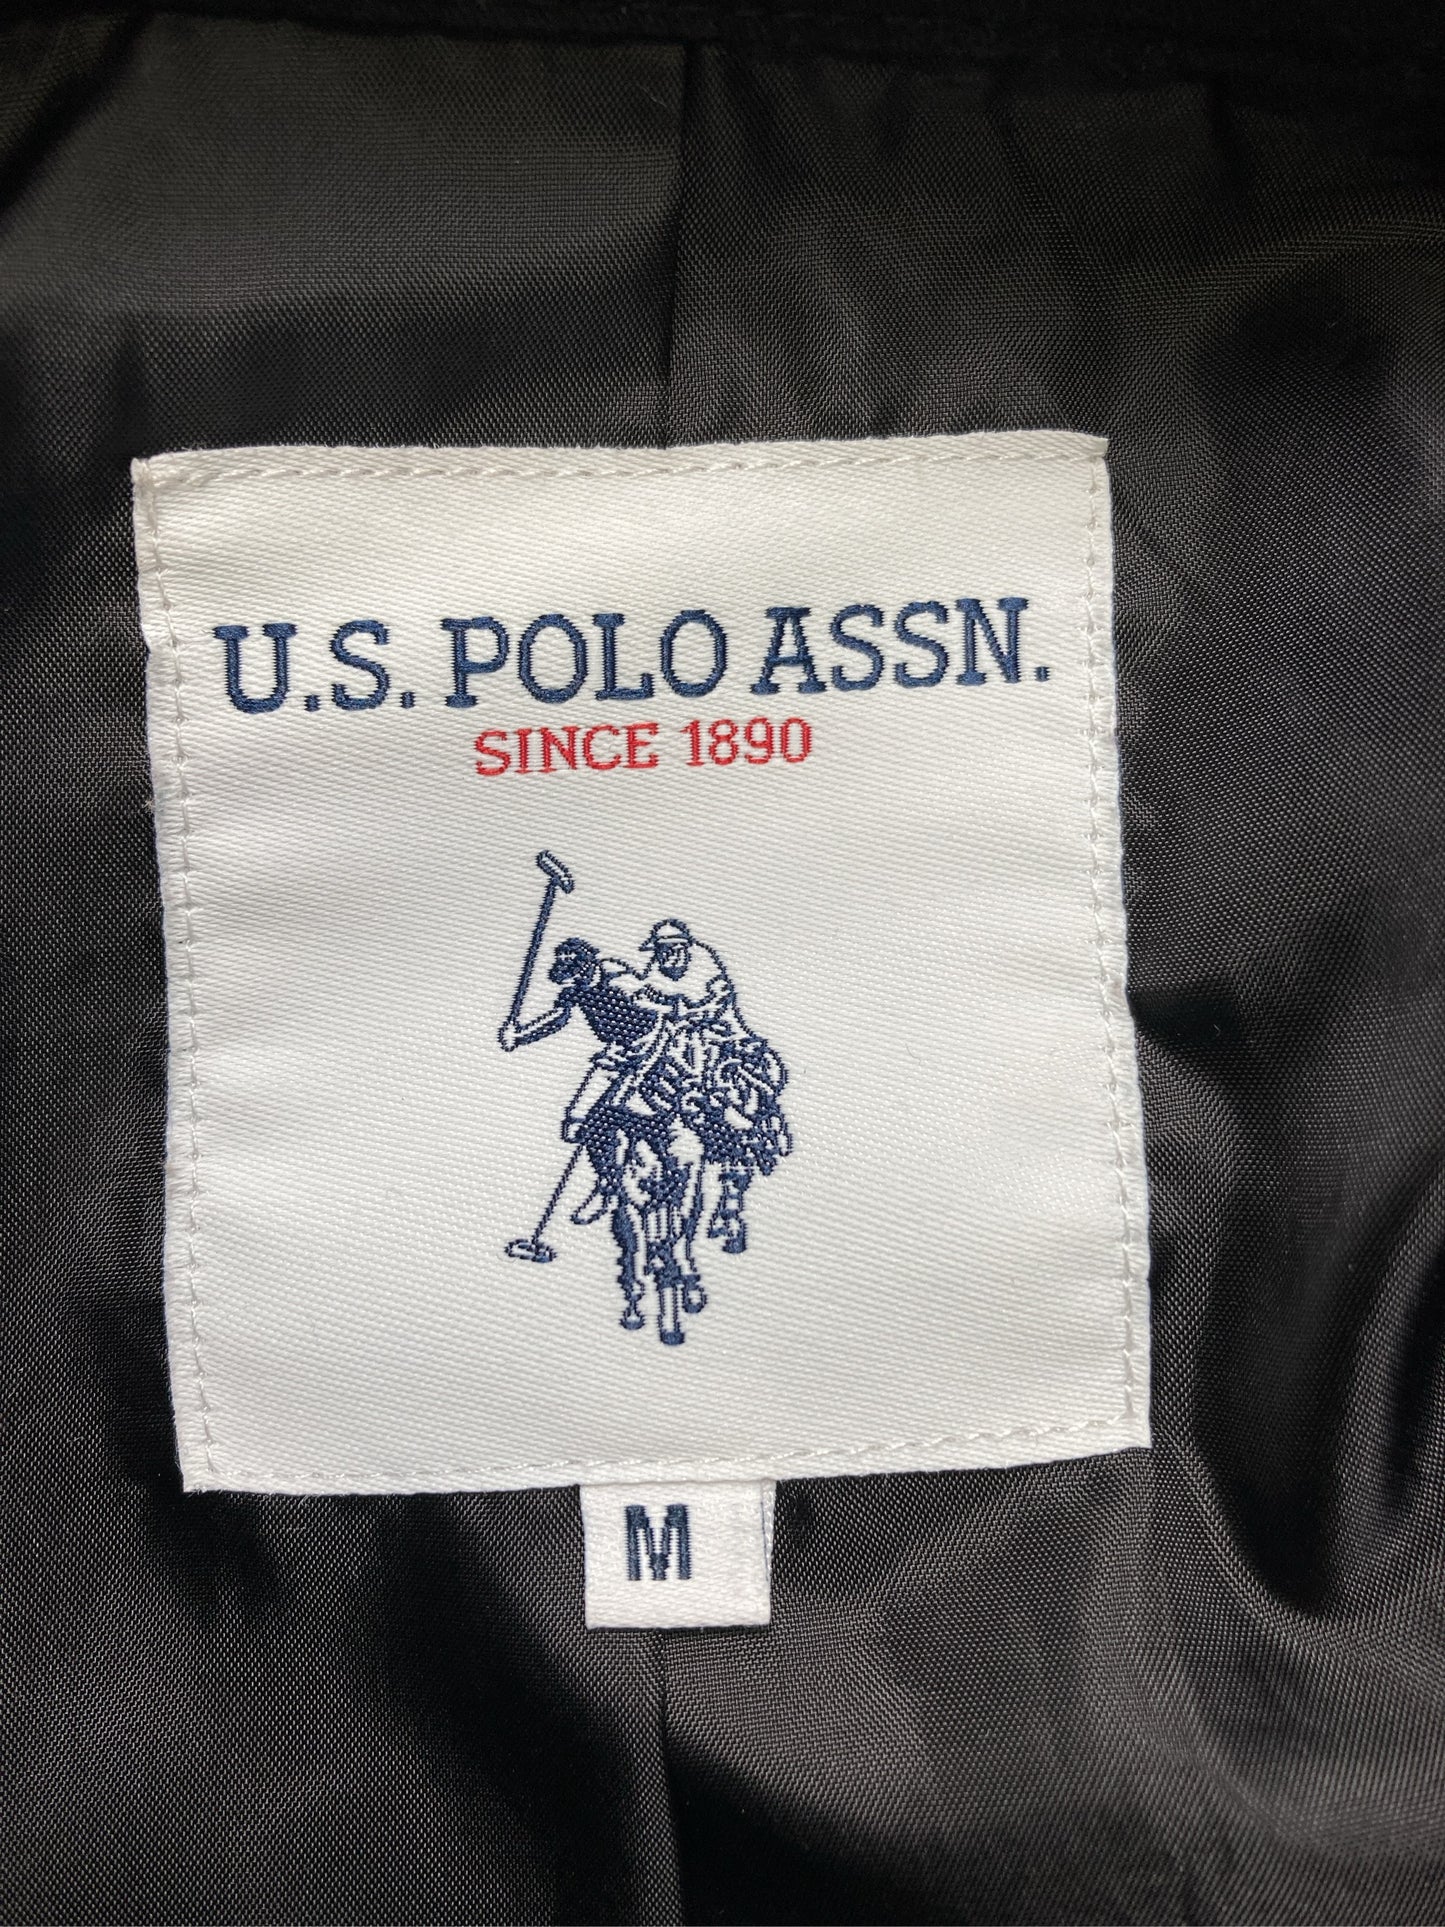 U.S. POLO ASSN.
SINCE 1890
M